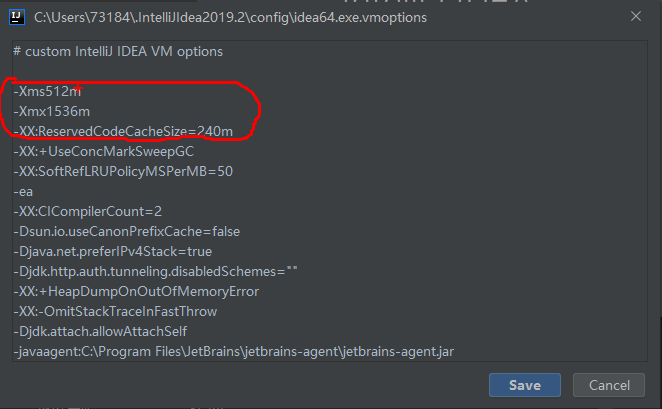 C:\Users\73184\.IntelliJIdea2019.2\config\idea64.exe.vmoptions
# custom IntelliJ IDEA VM options
-Xms512m
-Xmx1536m
-XX:ReservedCodeCacheSize=240m
-XX:+UseConcMarkSweepGC
-XX:SoftRefLRUPolicyMSPerMB=50
-ea
-XX:CICompilerCount=2
-Dsun.io.useCanonPrefixCache=false
-Djava.net.preferIPv4Stack=true
-Djdk.http.auth.tunneling.disabledSchemes=""
-XX:+HeapDumpOnOutOfMemoryError
-XX:-OmitStackTraceInFastThrow
-Djdk.attach.allowAttachSelf
-javaagent:C:\Program Files\JetBrains\jetbrains-agent\jetbrains-agent.jar
Save Cancel